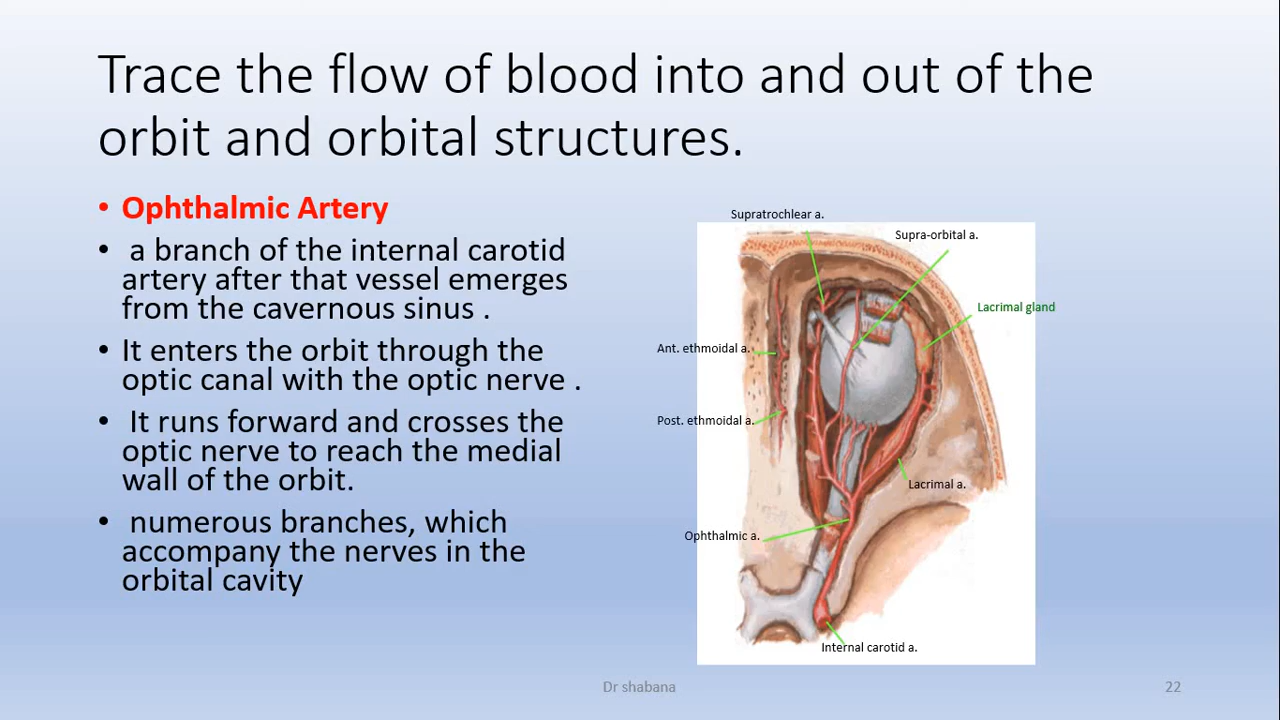 Trace the flow of blood into and out of the
orbit and orbital structures.
• Ophthalmic Artery
• a branch of the internal carotid
artery after that vessel emerges
from the cavernous sinus .
• It enters the orbit through the
optic canal with the optic nerve .
• It runs forward and crosses the
optic nerve to reach the medial
wall of the orbit.
• numerous branches, which
accompany the nerves in the
orbital cavity
Supratrochlear a.
Supra-orbital a.
Lacrimal gland
Ant. ethmoidal a.
Post. ethmoidal a.
Lacrimal a.
Ophthalmic a.
Internal carotid a.
Dr shabana
22